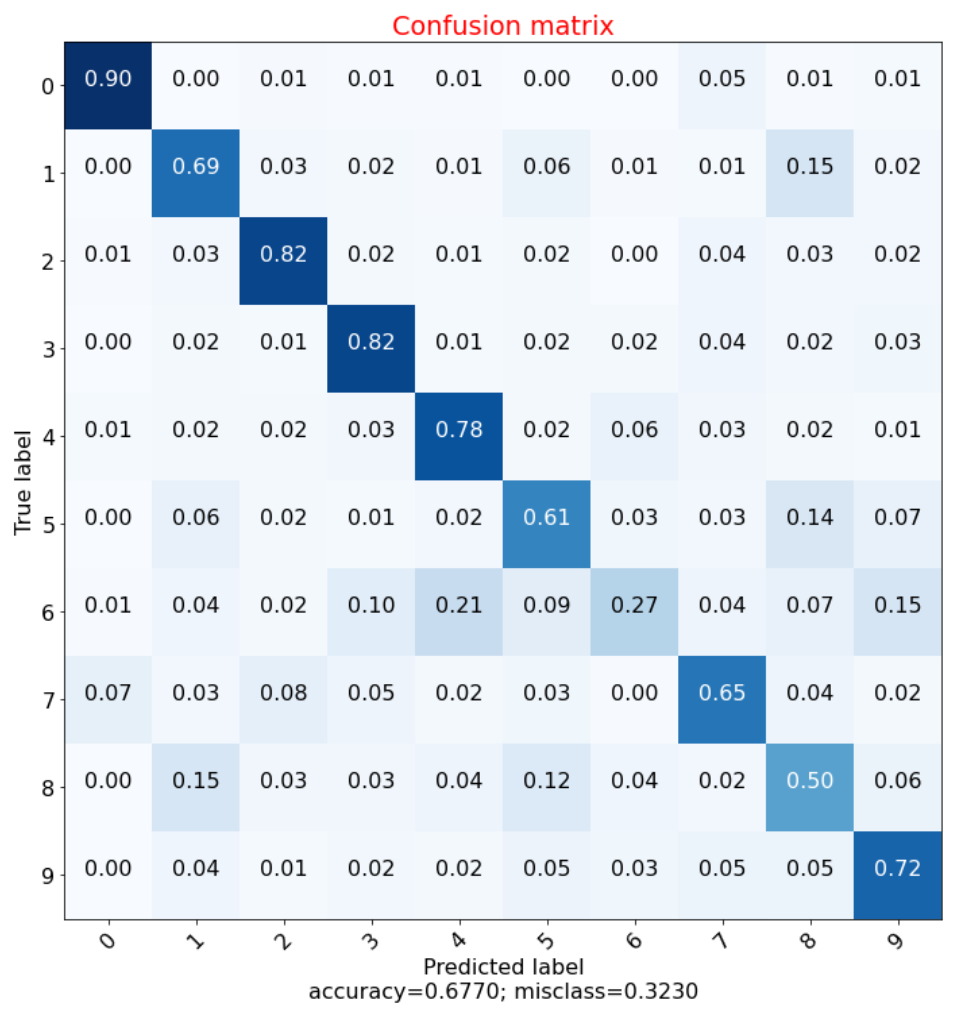 Confusion matrix
0 0.90 0.00 0.01 0.01 0.01 0.00 0.00 0.05 0.01 0.01
1 0.00 0.69 0.03 0.02 0.01 0.06 0.01 0.01 0.15 0.02
2 0.01 0.03 0.82 0.02 0.01 0.02 0.00 0.04 0.03 0.02
3 0.00 0.02 0.01 0.82 0.01 0.02 0.02 0.04 0.02 0.03
4 0.01 0.02 0.02 0.03 0.78 0.02 0.06 0.03 0.02 0.01
True label
5 0.00 0.06 0.02 0.01 0.02 0.61 0.03 0.03 0.14 0.07
6 0.01 0.04 0.02 0.10 0.21 0.09 0.27 0.04 0.07 0.15
7 0.07 0.03 0.08 0.05 0.02 0.03 0.00 0.65 0.04 0.02
8 0.00 0.15 0.03 0.03 0.04 0.12 0.04 0.02 0.50 0.06
9 0.00 0.04 0.01 0.02 0.02 0.05 0.03 0.05 0.05 0.72
0 1 2 3 4 5 6 7 8 9
Predicted label
accuracy=0.6770; misclass=0.3230